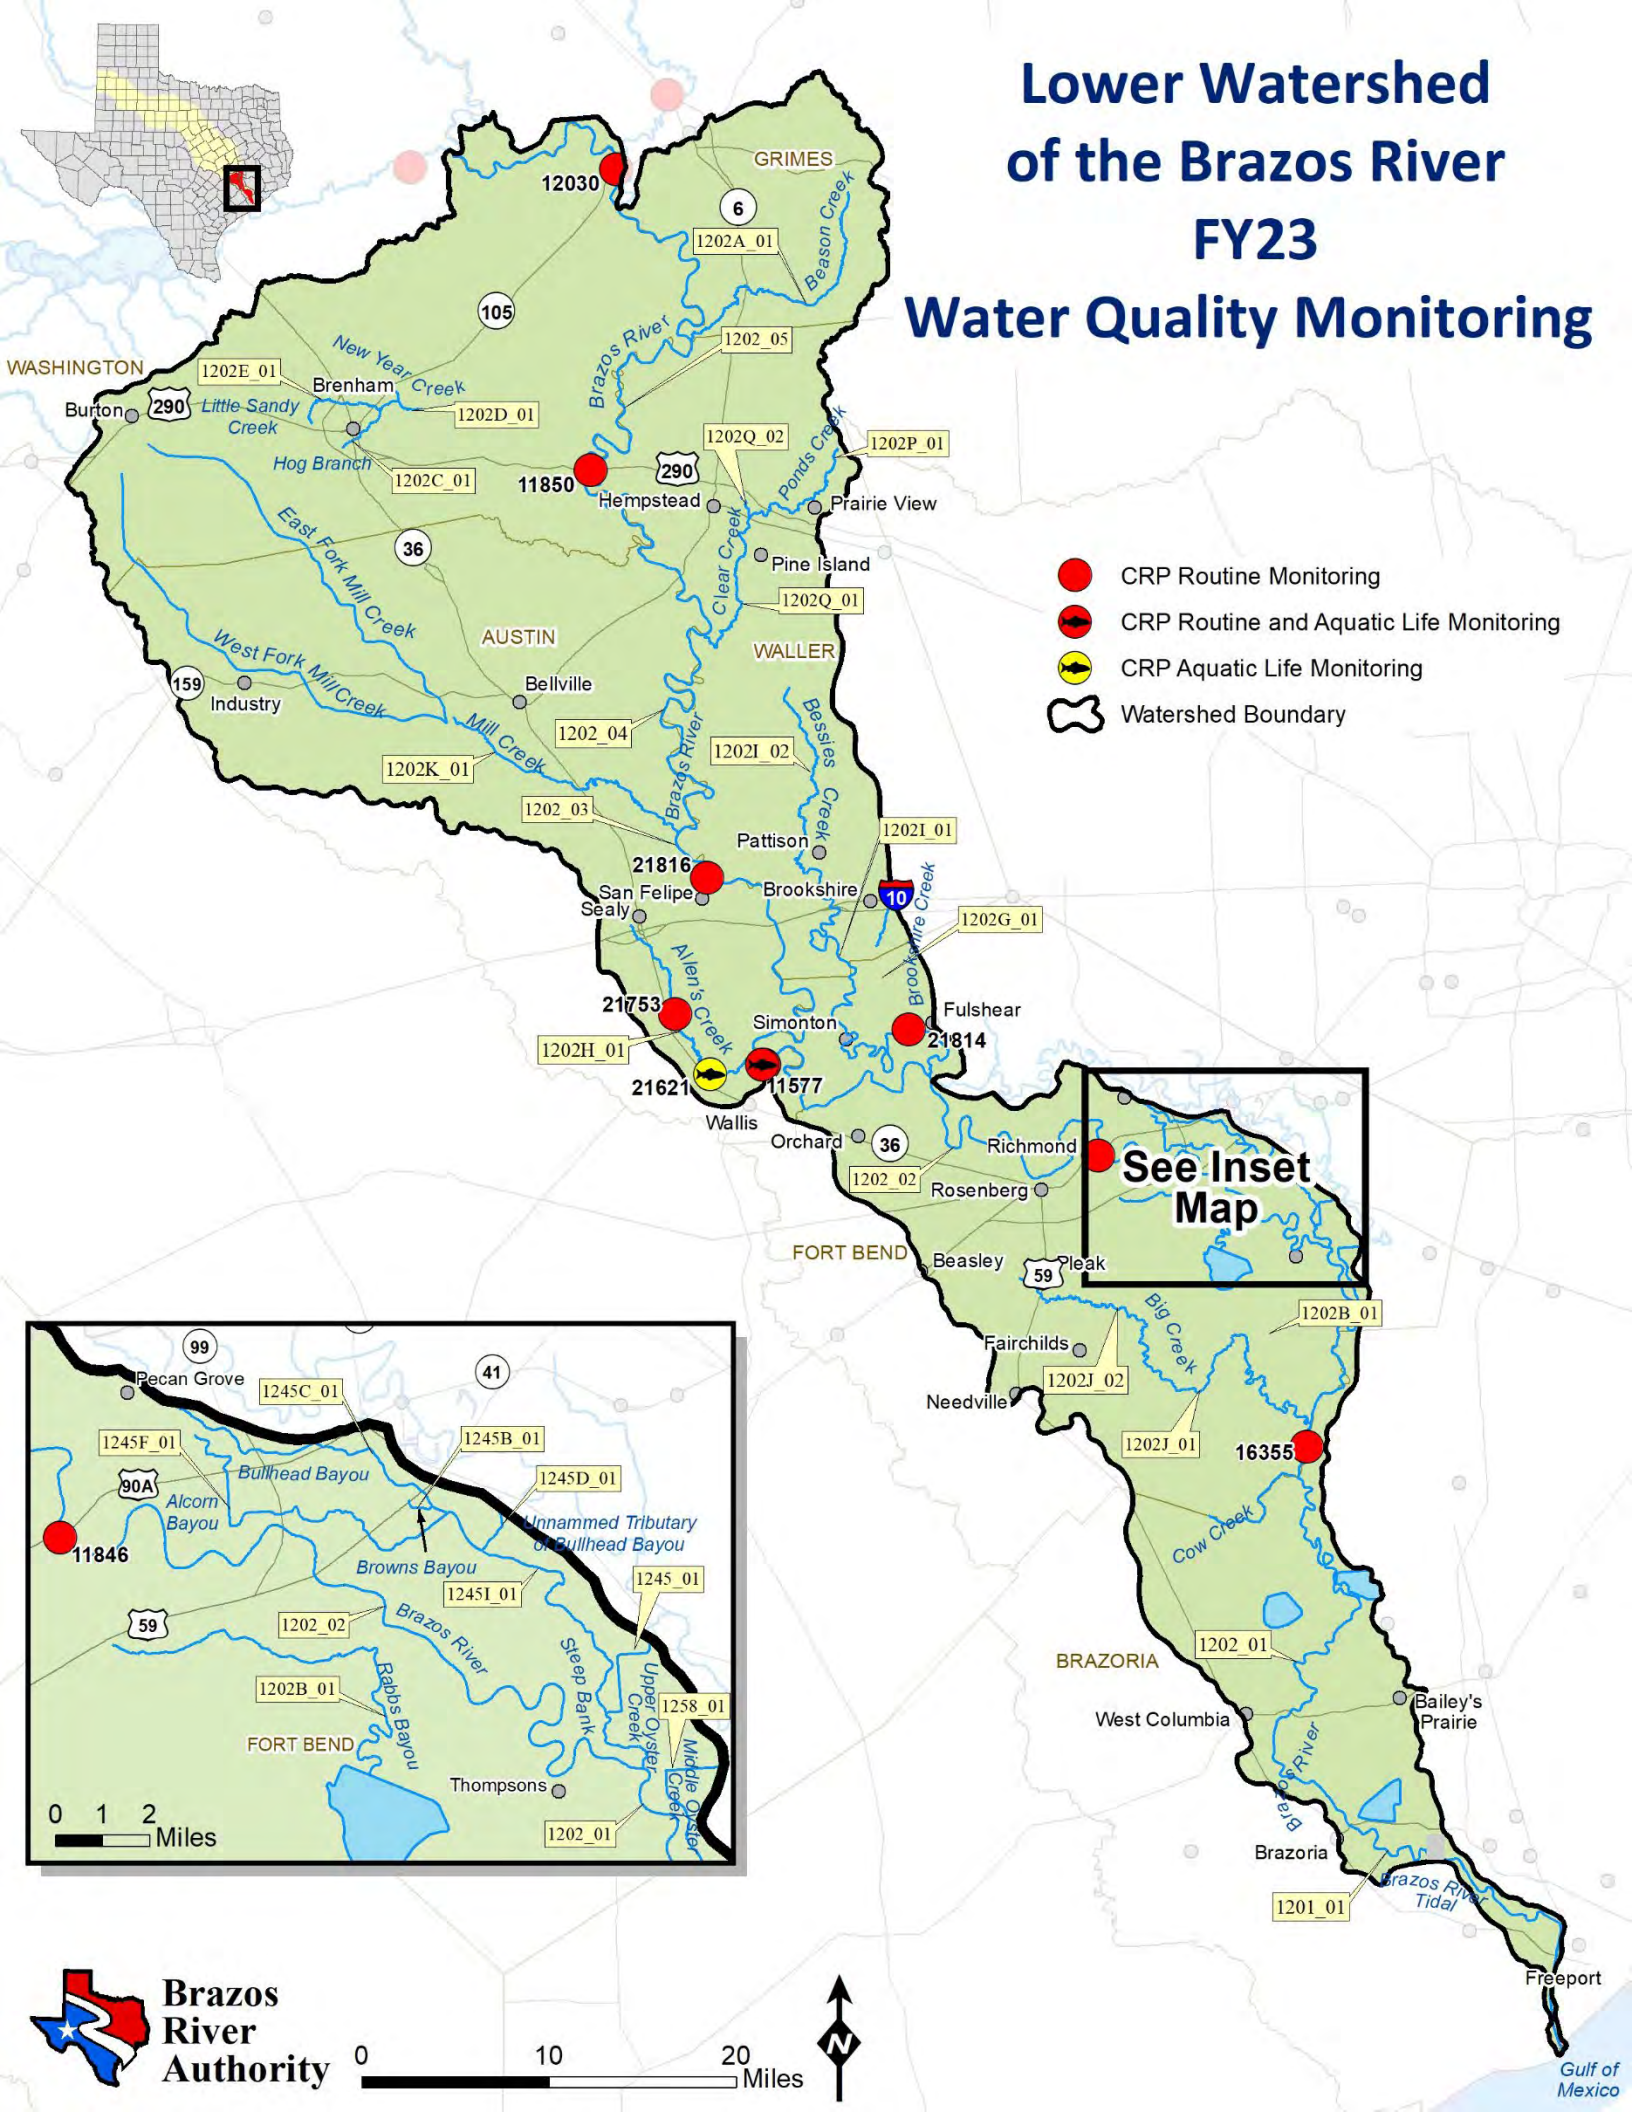 Lower Watershed
of the Brazos River
FY23
Water Quality Monitoring
GRIMES
12030
6
1202A_01
Beason Creek
105
Brazos River
1202_05
WASHINGTON
New Year Creek
1202E_01
Brenham
Burton
290
Little Sandy
Creek
1202D_01
Hog Branch
1202C_01
1202Q_02
Ponds Creek
1202P_01
11850
290
Hempstead
Prairie View
East Fork Mill Creek
36
Clear Creek
Pine Island
1202Q_01
CRP Routine Monitoring
CRP Routine and Aquatic Life Monitoring
CRP Aquatic Life Monitoring
Watershed Boundary
AUSTIN
WALLER
West Fork Mill Creek
159
Industry
Bellville
Mill Creek
1202_04
Brazos River
1202I_02
Bessies Creek
1202K_01
1202_03
Pattison
1202I_01
21816
San Felipe
Sealy
Brookshire
10
Brookshire Creek
1202G_01
Allen's Creek
21753
Simonton
Fulshear
21814
1202H_01
21621
11577
Wallis
Orchard
36
1202_02
Richmond
Rosenberg
See Inset
Map
FORT BEND
Beasley
59
Pleak
Big Creek
1202B_01
Fairchilds
1202J_02
Needville
1202J_01
16355
Cow Creek
1202_01
BRAZORIA
Bailey's
Prairie
West Columbia
Brazos River
Brazoria
Brazos River
Tidal
1201_01
Freeport
Gulf of
Mexico
99
41
Pecan Grove
1245C_01
1245F_01
1245B_01
90A
Bullhead Bayou
1245D_01
Alcorn
Bayou
Unnammed Tributary
of Bullhead Bayou
11846
Browns Bayou
1245I_01
1245_01
59
1202_02
Brazos River
Steep Bank
1202B_01
Rabbs Bayou
Upper Oyster
Creek
1258_01
FORT BEND
Middle Oyster
Creek
Thompsons
1202_01
0 1 2
Miles
Brazos
River
Authority
0 10 20
Miles
N